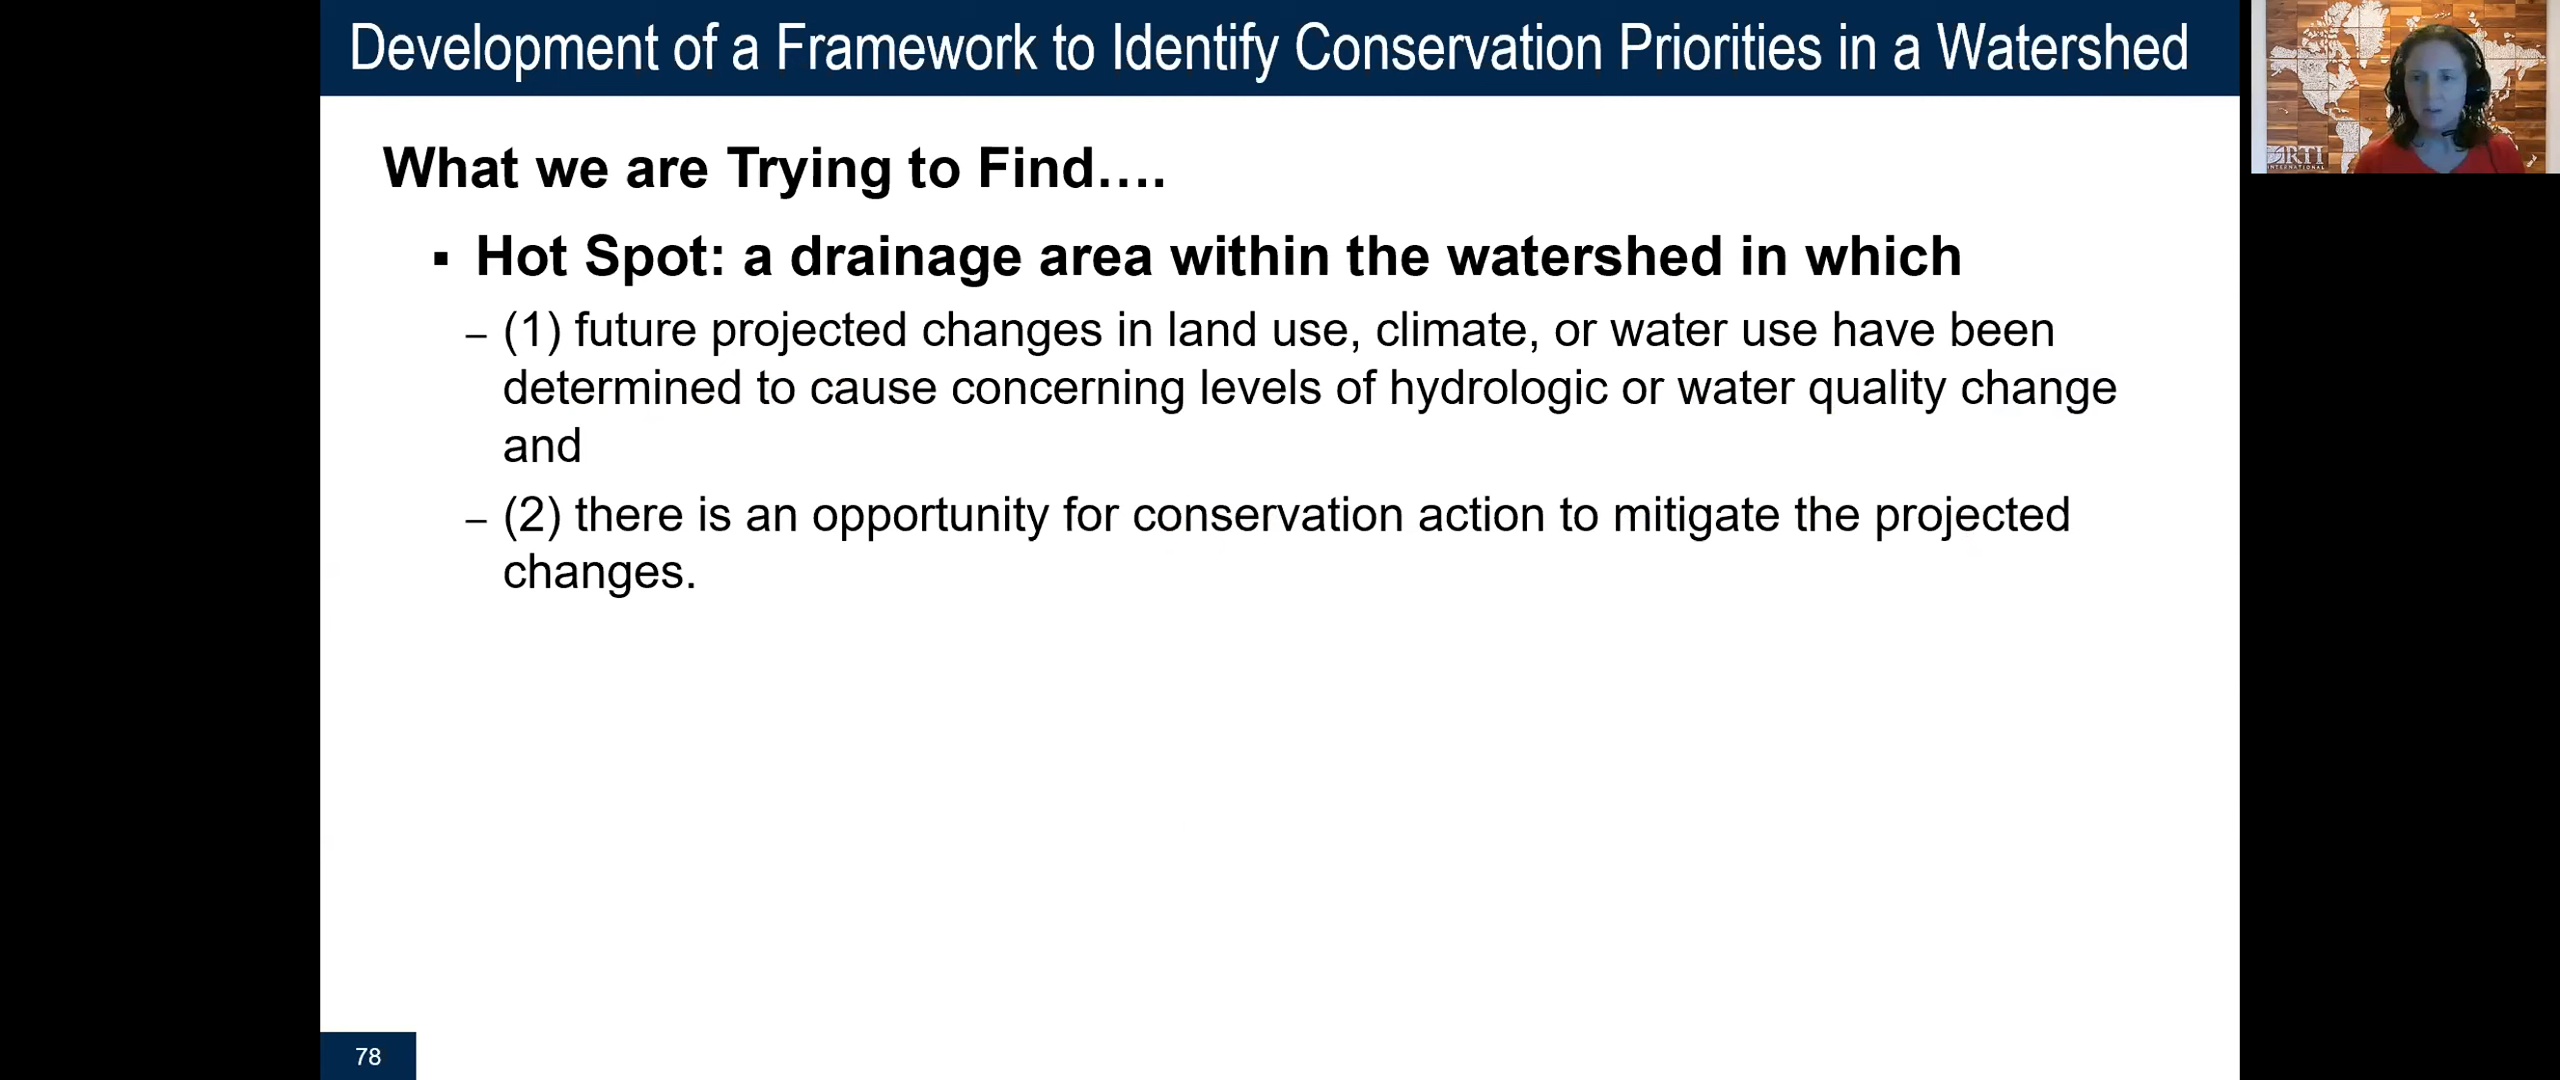 Development of a Framework to Identify Conservation Priorities in a Watershed
What we are Trying to Find….
▪ Hot Spot: a drainage area within the watershed in which
– (1) future projected changes in land use, climate, or water use have been
determined to cause concerning levels of hydrologic or water quality change
and
– (2) there is an opportunity for conservation action to mitigate the projected
changes.
78
RTI
INTERNATIONAL